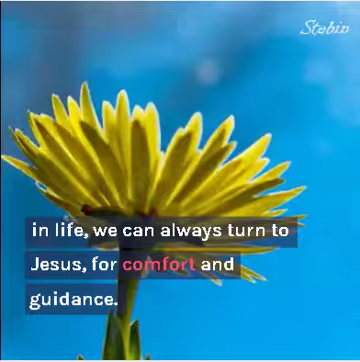 Stebin
in life, we can always turn to
Jesus, for comfort and
guidance.